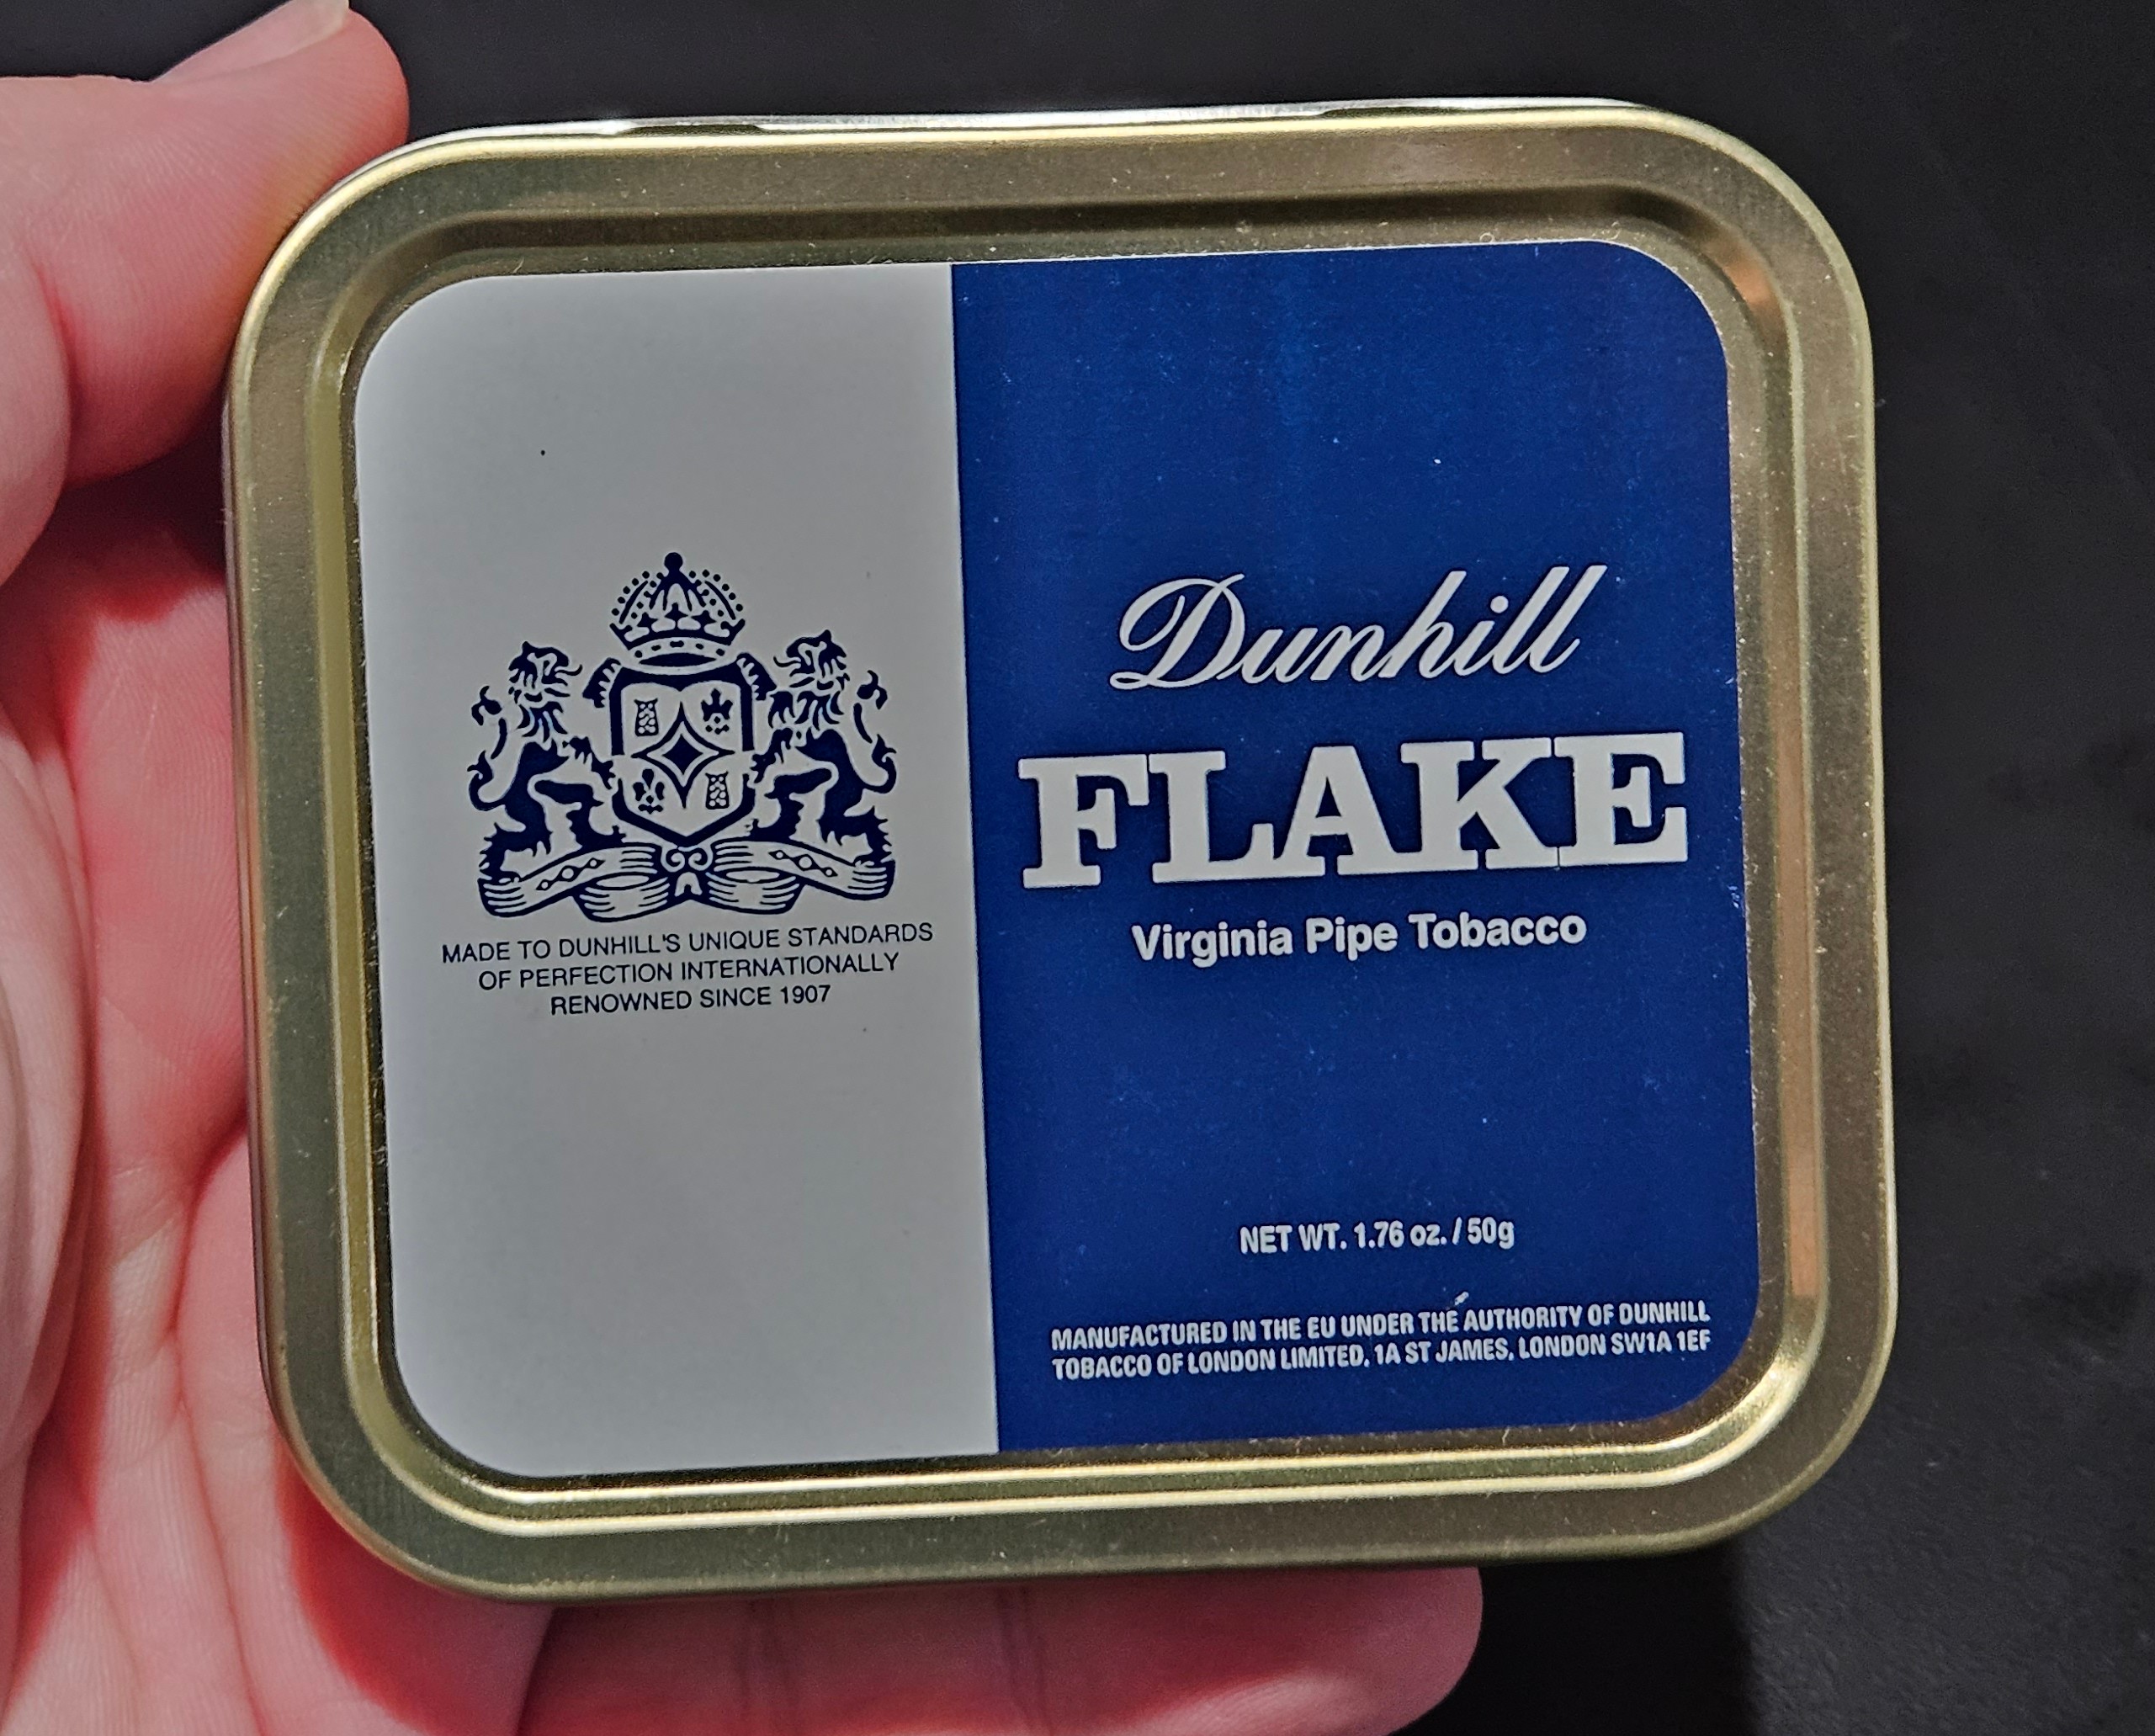 MADE TO DUNHILL'S UNIQUE STANDARDS
OF PERFECTION INTERNATIONALLY
RENOWNED SINCE 1907
Dunhill
FLAKE
Virginia Pipe Tobacco
NET WT. 1.76 oz. / 50g
MANUFACTURED IN THE EU UNDER THE AUTHORITY OF DUNHILL
TOBACCO OF LONDON LIMITED, 1A ST JAMES, LONDON SW1A 1EF